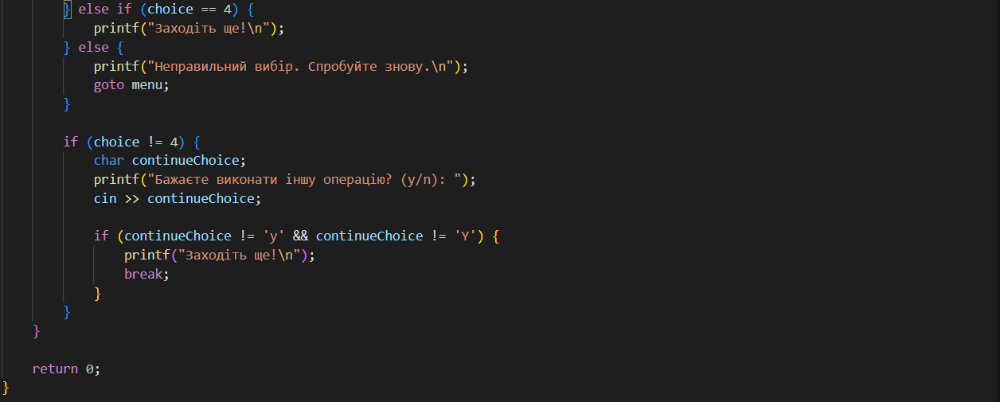 } else if (choice == 4) {
printf("Заходіть ще!\n");
} else {
printf("Неправильний вибір. Спробуйте знову.\n");
goto menu;
}
if (choice != 4) {
char continueChoice;
printf("Бажаєте виконати іншу операцію? (y/n): ");
cin >> continueChoice;
if (continueChoice != 'y' && continueChoice != 'Y') {
printf("Заходіть ще!\n");
break;
}
}
}
return 0;
}